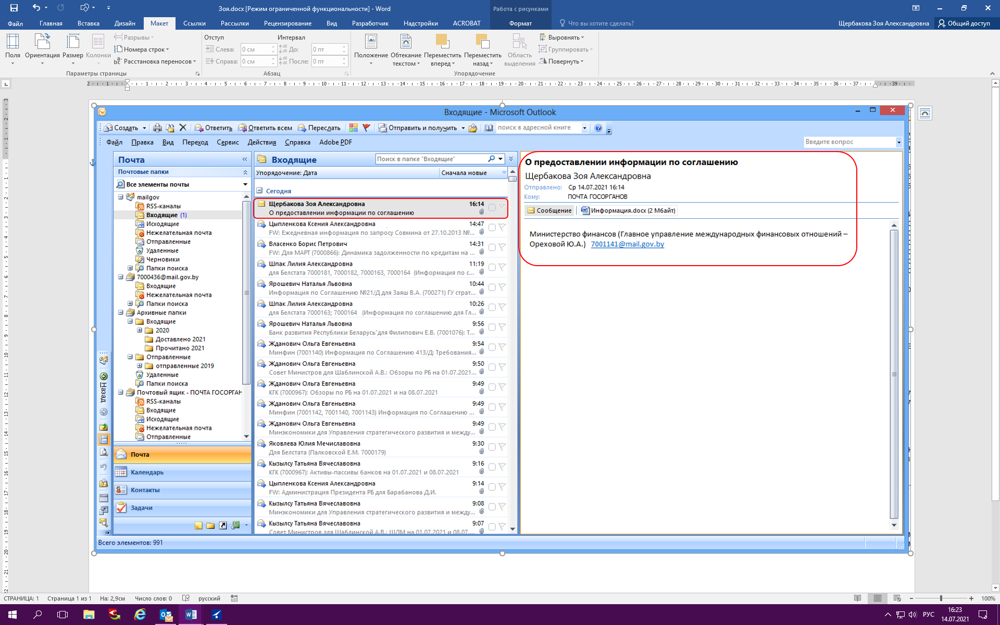 Зоя.docx [Режим ограниченной функциональности] - Word
Работа с рисунками
Файл Главная Вставка Дизайн Макет Ссылки Рассылки Рецензирование Вид Разработчик Надстройки ACROBAT Формат Что вы хотите сделать? Щербакова Зоя Александровна Общий доступ
Поля Ориентация Размер Колонки
Разрывы
Номера строк
Расстановка переносов
Параметры страницы
Отступ Интервал
Слева: 0 см До: 0 пт
Справа: 0 см После: 0 пт
Абзац
Положение Обтекание текстом Переместить вперед Переместить назад Область выделения
Выровнять
Группировать
Повернуть
Упорядочение
Входящие - Microsoft Outlook
Создать Ответить Ответить всем Переслать Отправить и получить поиск в адресной книге
Файл Правка Вид Переход Сервис Действия Справка Adobe PDF Введите вопрос
Почта
Почтовые папки
Все элементы почты
mailgov
RSS-каналы
Входящие (1)
Исходящие
Нежелательная почта
Отправленные
Удаленные
Черновики
Папки поиска
7000436@mail.gov.by
Входящие
Нежелательная почта
Папки поиска
Архивные папки
Входящие
2020
Доставлено 2021
Прочитано 2021
Отправленные
отправленные 2019
Удаленные
Папки поиска
Почтовый ящик - ПОЧТА ГОСОРГАН
RSS-каналы
Входящие
Исходящие
Нежелательная почта
Отправленные
Назад
Почта
Календарь
Контакты
Задачи
Всего элементов: 991
Входящие Поиск в папке "Входящие"
Упорядочение: Дата Сначала новые
Сегодня
Щербакова Зоя Александровна 16:14
О предоставлении информации по соглашению
Цыпленкова Ксения Александровна 14:47
FW: Ежедневная информация по запросу Совмина от 27.10.2013 №...
Власенко Борис Петрович 14:31
FW: Для МАРТ (7000866): Динамика задолженности по кредитам на ...
Шпак Лилия Александровна 11:19
для Белстата 7000181, 7000182, 7000163, 7000164 (Информация по с...
Ярошевич Наталья Львовна 10:44
Информация по Соглашению №21/Д для Заяш В.А. (700271) ГУ страт...
Шпак Лилия Александровна 10:26
для Белстата 7000163; 7000164 (Информация по соглашению для Гл...
Ярошевич Наталья Львовна 9:56
Банк развития Республики Беларусь"для Филипович Е.В. (7001076): Т...
Жданович Ольга Евгеньевна 9:54
Минфин (7001140) Информация по Соглашению 413/Д: Требования...
Жданович Ольга Евгеньевна 9:50
Совет Министров для Шаблинской А.В.: Обзоры по РБ на 01.07.2021...
Жданович Ольга Евгеньевна 9:49
КГК (7000967): Обзоры по РБ на 01.07.2021 и на 08.07.2021
Жданович Ольга Евгеньевна 9:49
Минфин (7001142, 7001140, 7001143) Информация по Соглашению ...
Жданович Ольга Евгеньевна 9:49
Минэкономики для Управления стратегического развития и между...
Яковлева Юлия Мечиславовна 9:30
Для Белстата (Палковской Е.М. 7000179)
Кызылсу Татьяна Вячеславовна 9:16
КГК (7000967): Активы-пассивы банков на 01.07.2021 и 08.07.2021
Цыпленкова Ксения Александровна 9:14
FW: Администрация Президента РБ для Барабанова Д.И.
Кызылсу Татьяна Вячеславовна 9:08
Минэкономики для Управления стратегического развития и между...
Кызылсу Татьяна Вячеславовна 9:07
Совет Министров для Шаблинской А.В.: ШЛМ на 01.07.2021 и 08.07....
О предоставлении информации по соглашению
Щербакова Зоя Александровна
Отправлено: Ср 14.07.2021 16:14
Кому: ПОЧТА ГОСОРГАНОВ
Сообщение Информация.docx (2 Мбайт)
Министерство финансов (Главное управление международных финансовых отношений –
Ореховой Ю.А.) 7001141@mail.gov.by
СТРАНИЦА: 1 Страница 1 из 1 На: 2,9см Число слов: 0 русский 100%
РУС 16:23
14.07.2021